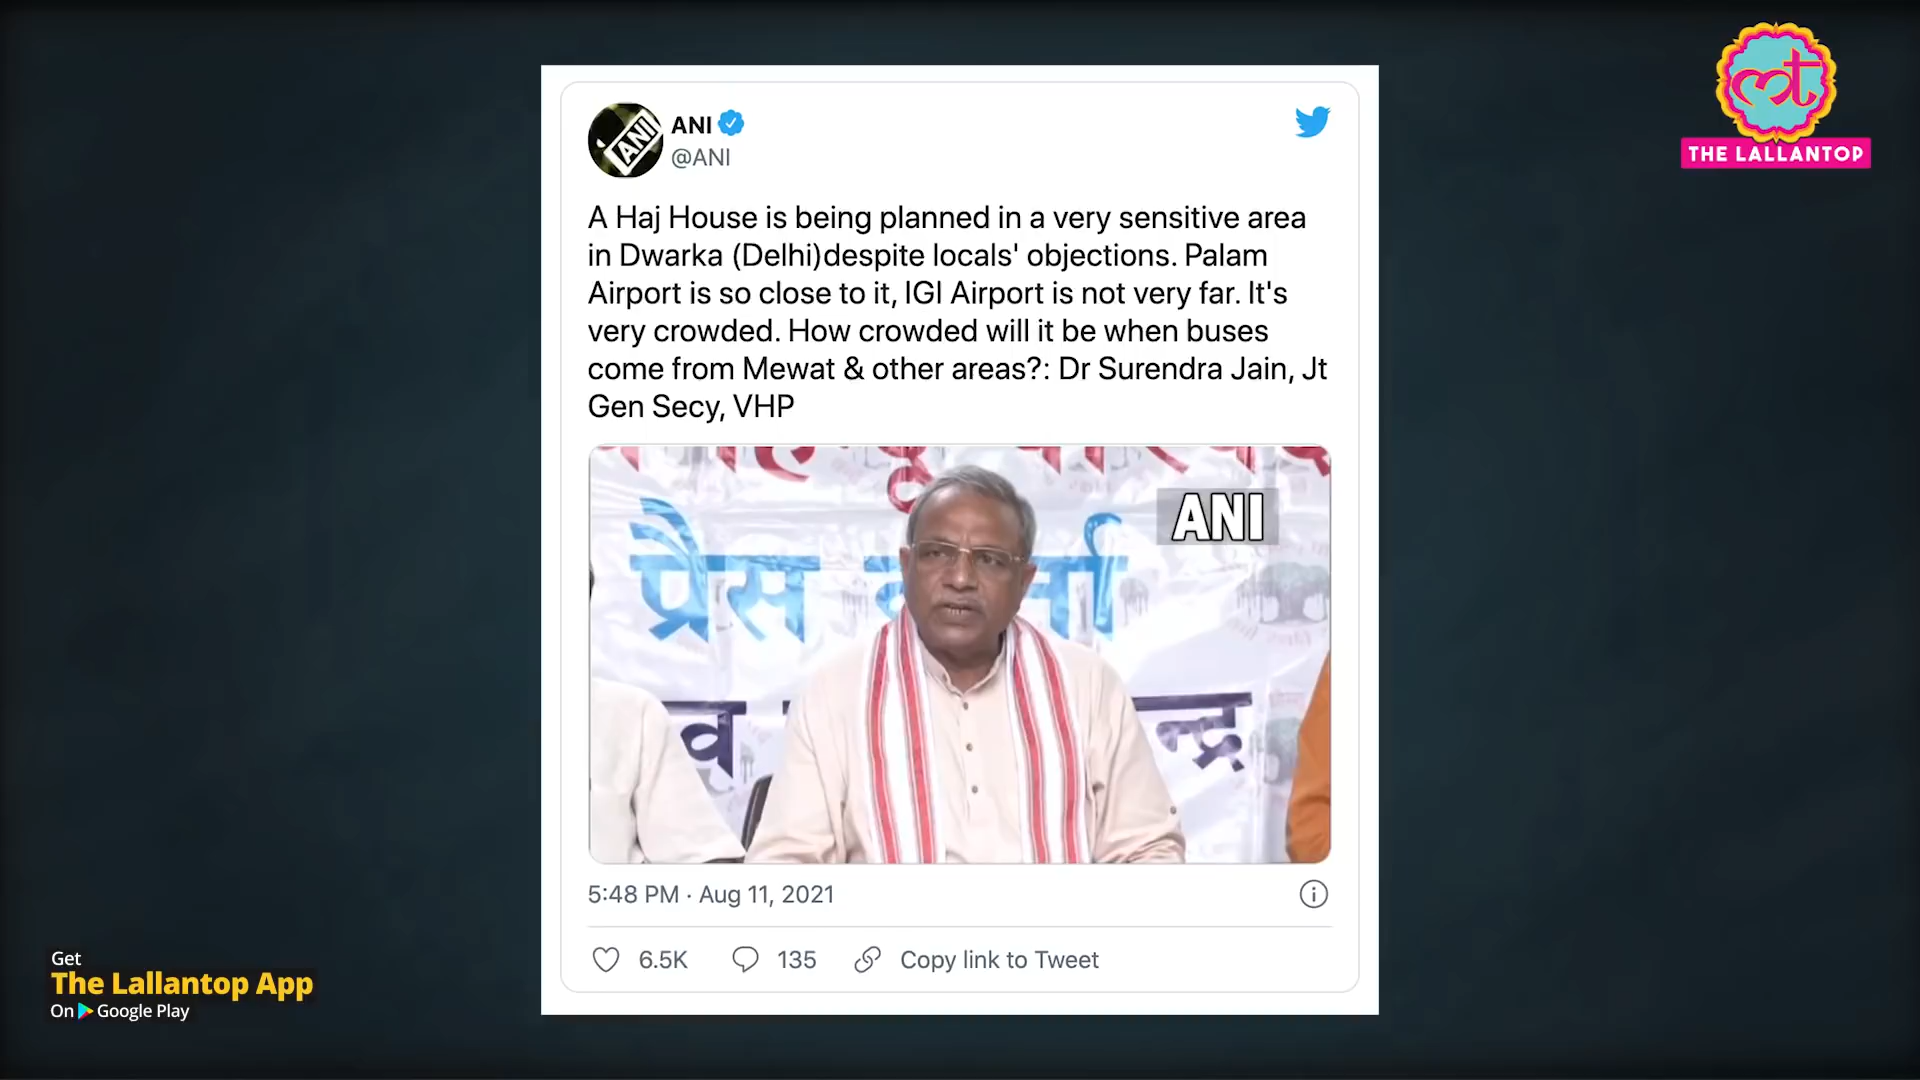 THE LALLANTOP
ANI
@ANI
A Haj House is being planned in a very sensitive area
in Dwarka (Delhi)despite locals' objections. Palam
Airport is so close to it, IGI Airport is not very far. It's
very crowded. How crowded will it be when buses
come from Mewat & other areas?: Dr Surendra Jain, Jt
Gen Secy, VHP
ANI
प्रैस
5:48 PM · Aug 11, 2021
6.5K 135 Copy link to Tweet
Get
The Lallantop App
On Google Play